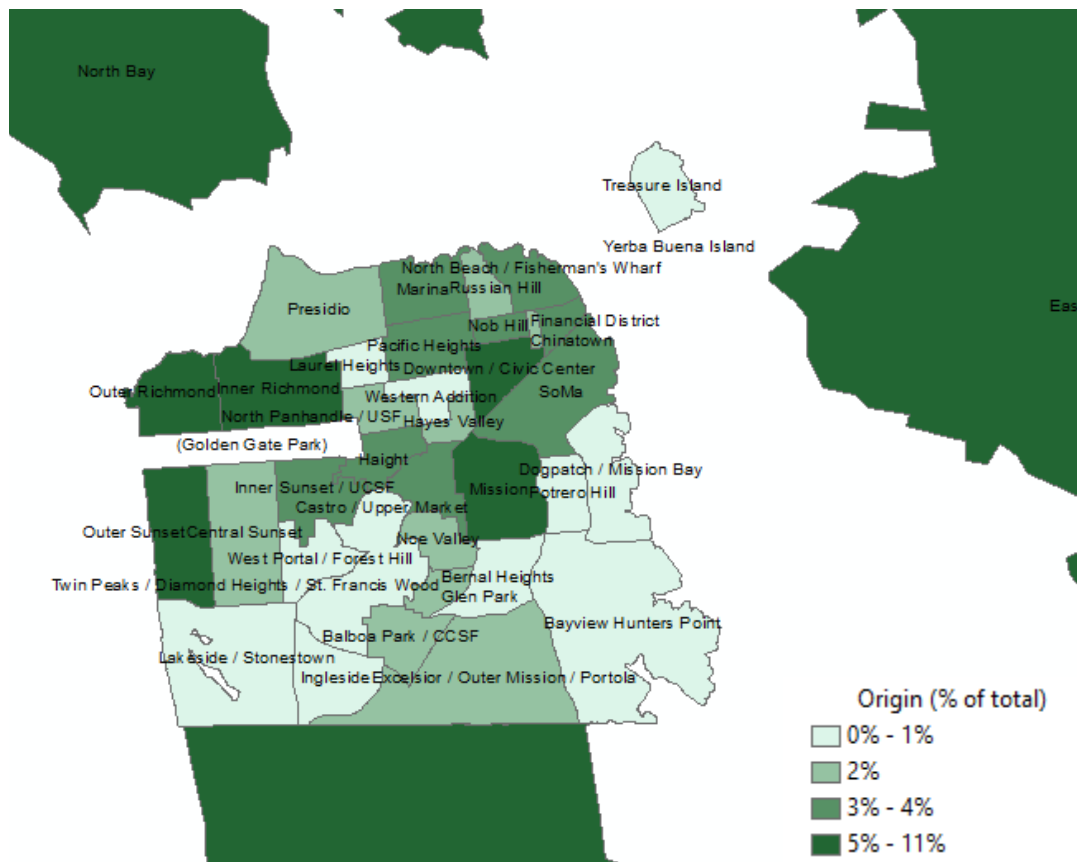 North Bay
Treasure Island
Yerba Buena Island
North Beach / Fisherman's Wharf
Marina
Russian Hill
Eas
Presidio
Nob Hill
Financial District
Chinatown
Pacific Heights
Laurel Heights
Downtown / Civic Center
Outer Richmond
Inner Richmond
Western Addition
SoMa
North Panhandle / USF
Hayes Valley
(Golden Gate Park)
Haight
Dogpatch / Mission Bay
Inner Sunset / UCSF
Mission
Potrero Hill
Castro / Upper Market
Outer Sunset
Central Sunset
Noe Valley
West Portal / Forest Hill
Twin Peaks / Diamond Heights / St. Francis Wood
Bernal Heights
Glen Park
Bayview Hunters Point
Balboa Park / CCSF
Lakeside / Stonestown
Ingleside
Excelsior / Outer Mission / Portola
Origin (% of total)
0% - 1%
2%
3% - 4%
5% - 11%